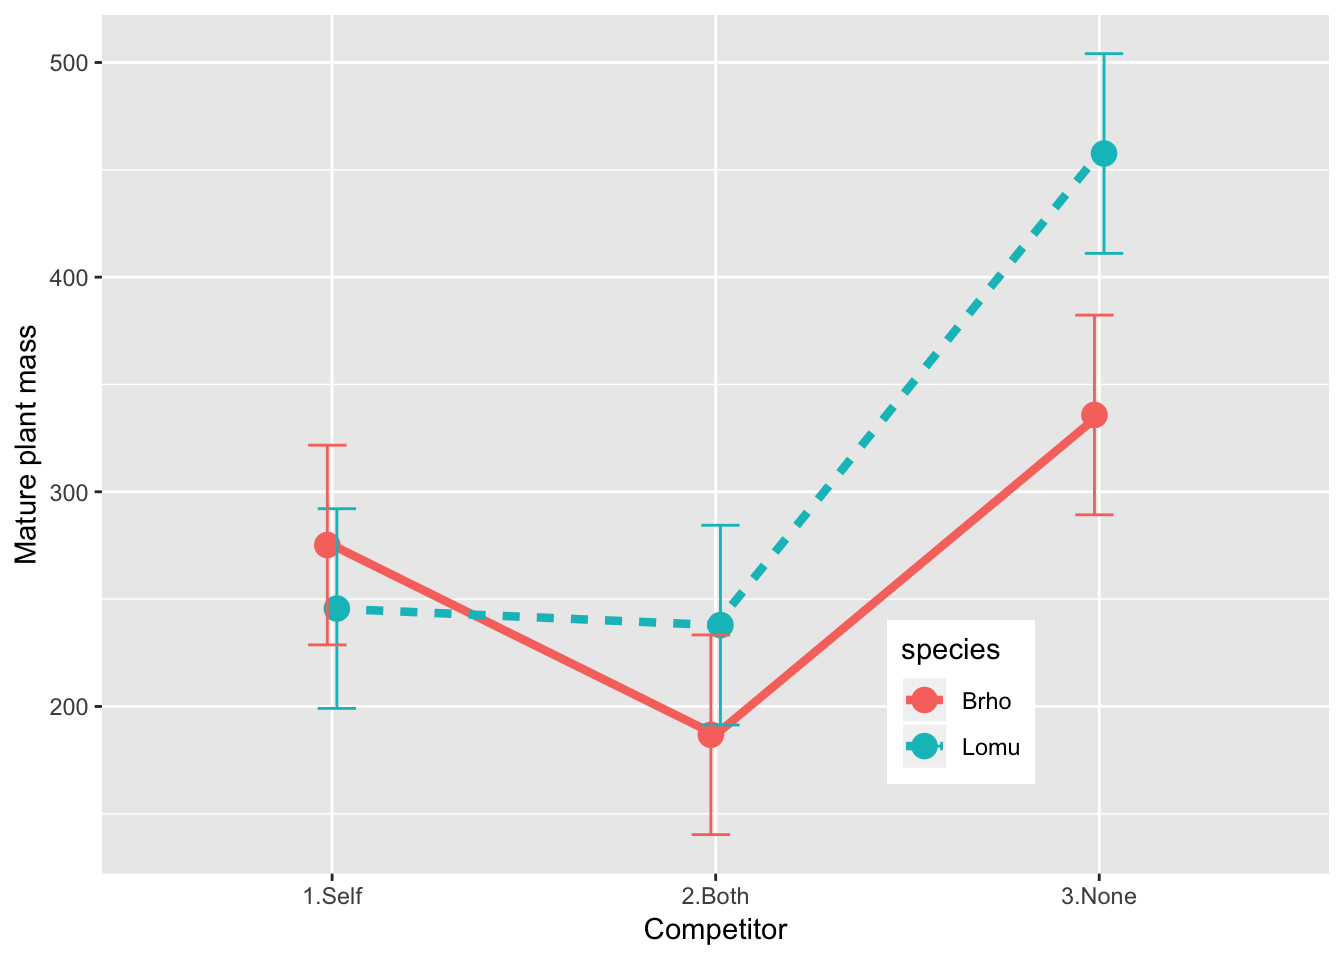 500
400
300
200
Mature plant mass
1.Self
2.Both
3.None
Competitor
species
Brho
Lomu